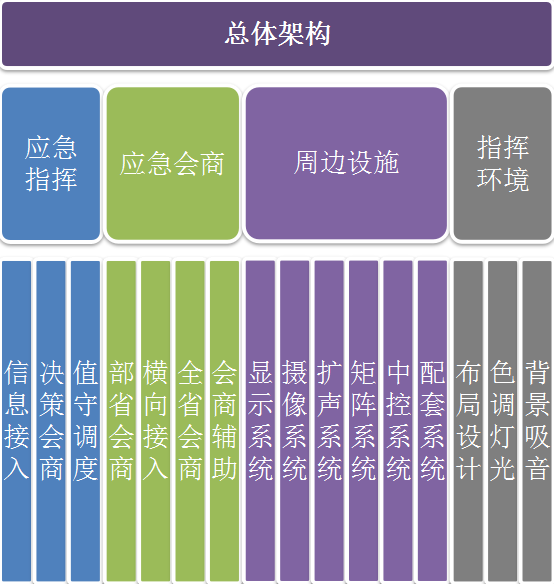 总体架构
应急
指挥
应急会商
周边设施
指挥
环境
信息接入
决策会商
值守调度
部省会商
横向接入
全省会商
会商辅助
显示系统
摄像系统
扩声系统
矩阵系统
中控系统
配套系统
布局设计
色调灯光
背景吸音